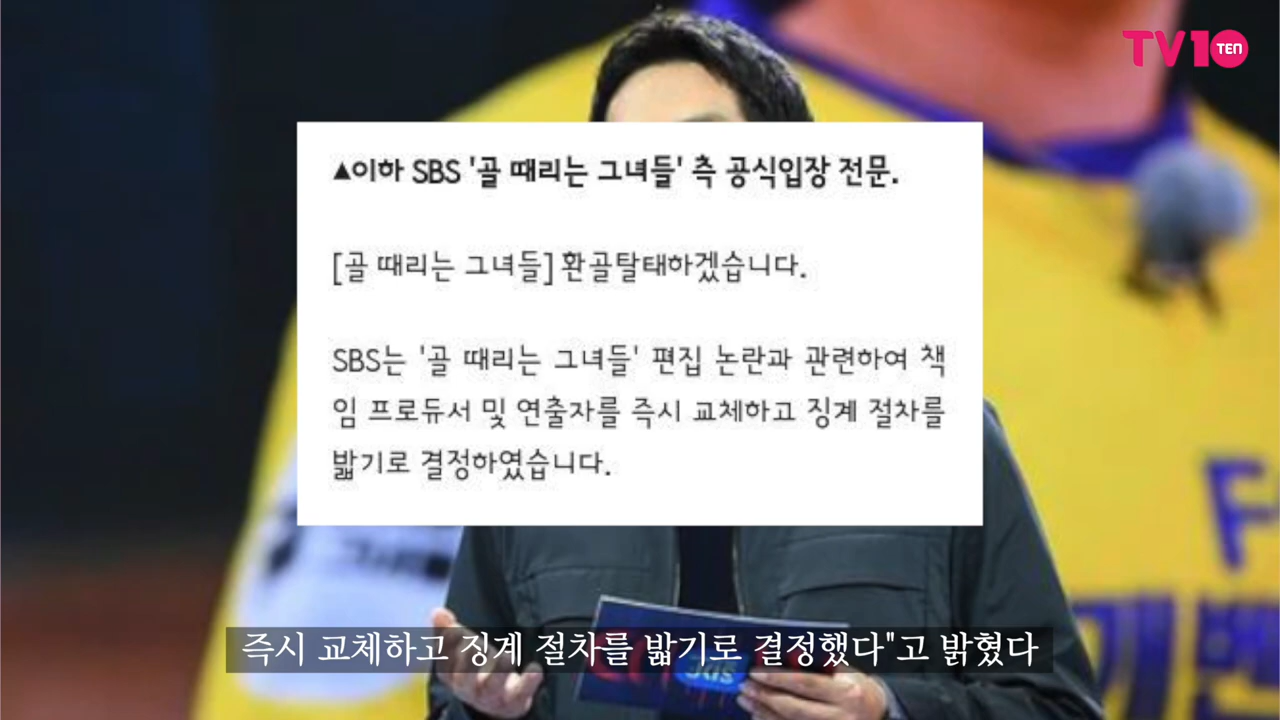 TV10
TEN
▲이하 SBS '골 때리는 그녀들' 측 공식입장 전문.
[골 때리는 그녀들] 환골탈태하겠습니다.
SBS는 '골 때리는 그녀들' 편집 논란과 관련하여 책
임 프로듀서 및 연출자를 즉시 교체하고 징계 절차를
밟기로 결정하였습니다.
즉시 교체하고 징계 절차를 밟기로 결정했다"고 밝혔다